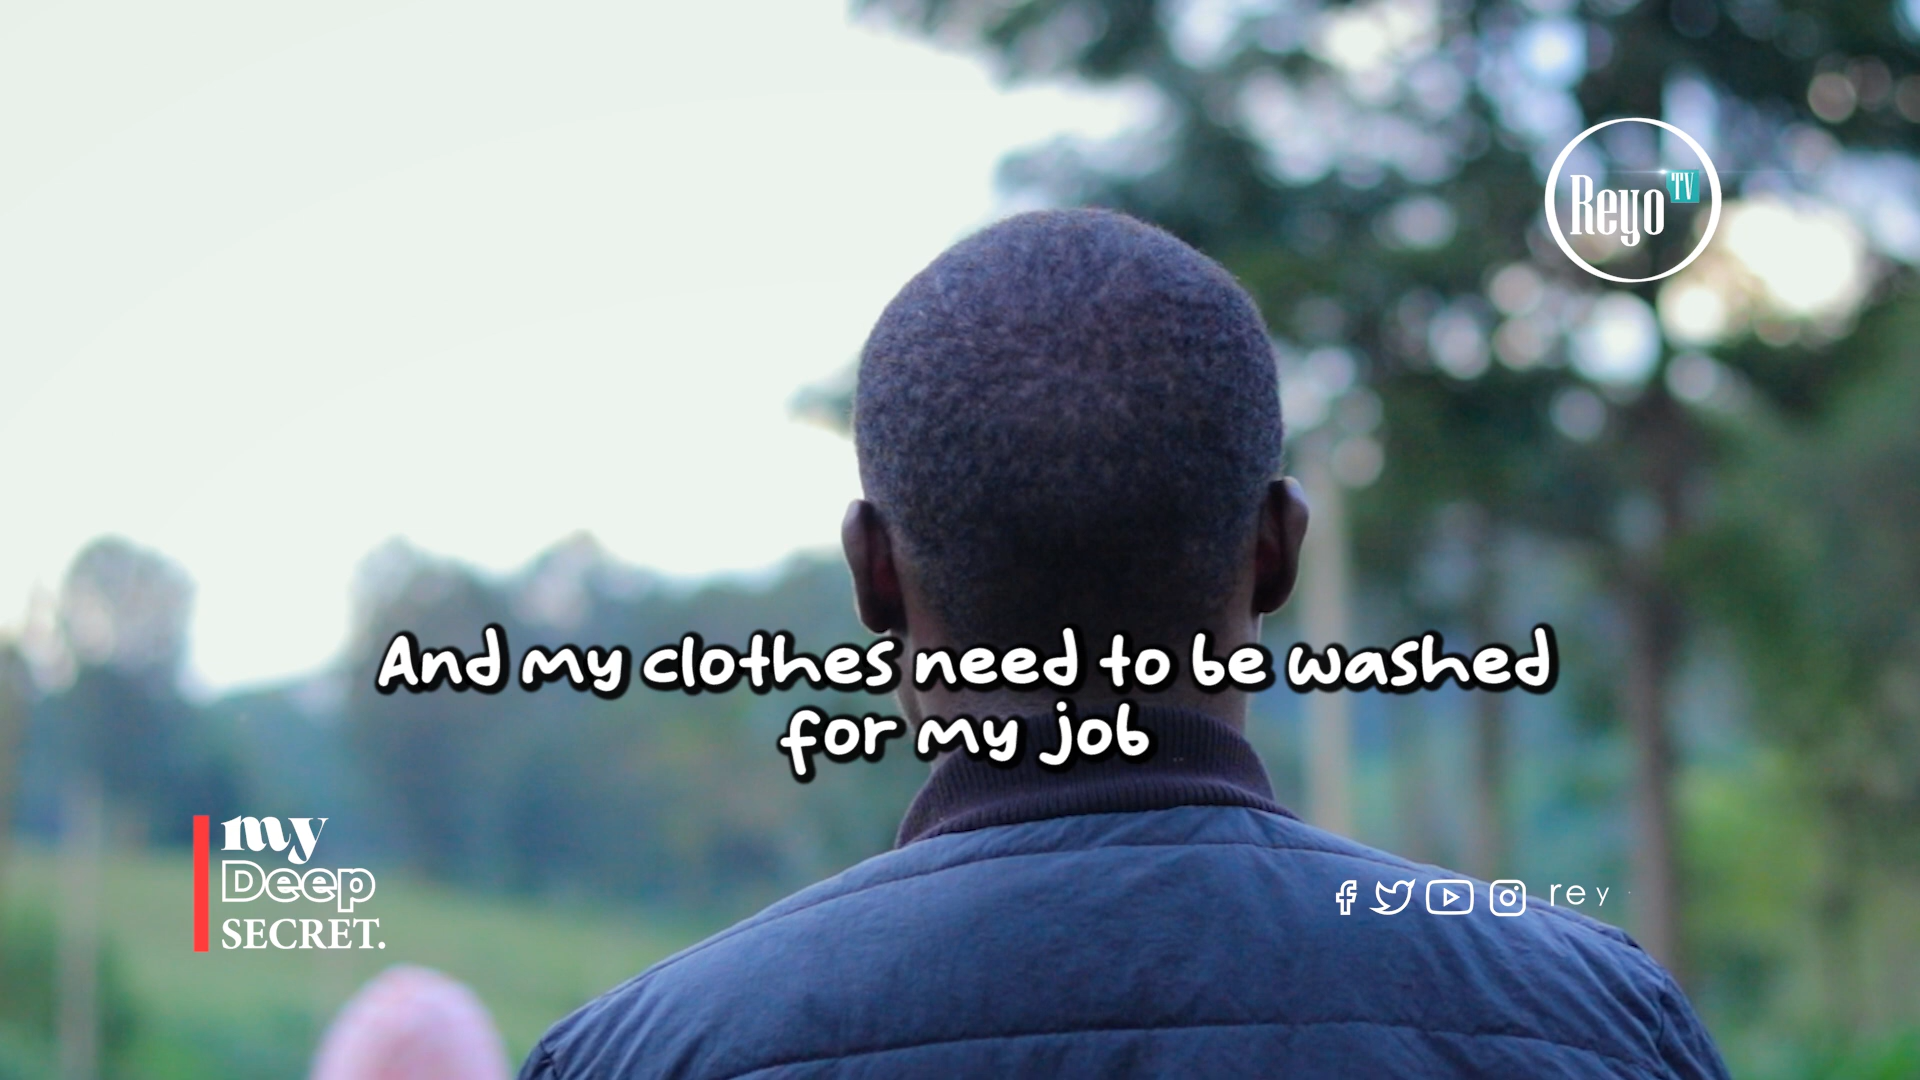 Reyo TV
And my clothes need to be washed
for my job
my
Deep
SECRET.
rey